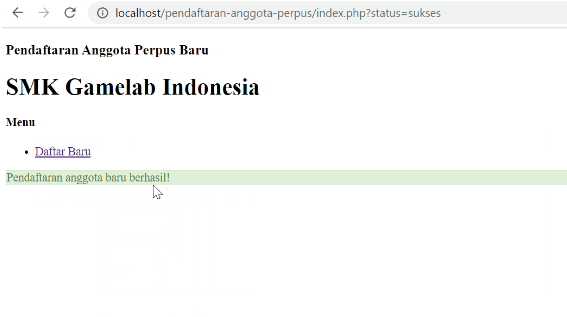 localhost/pendaftaran-anggota-perpus/index.php?status=sukses
Pendaftaran Anggota Perpus Baru
SMK Gamelab Indonesia
Menu
Daftar Baru
Pendaftaran anggota baru berhasil!